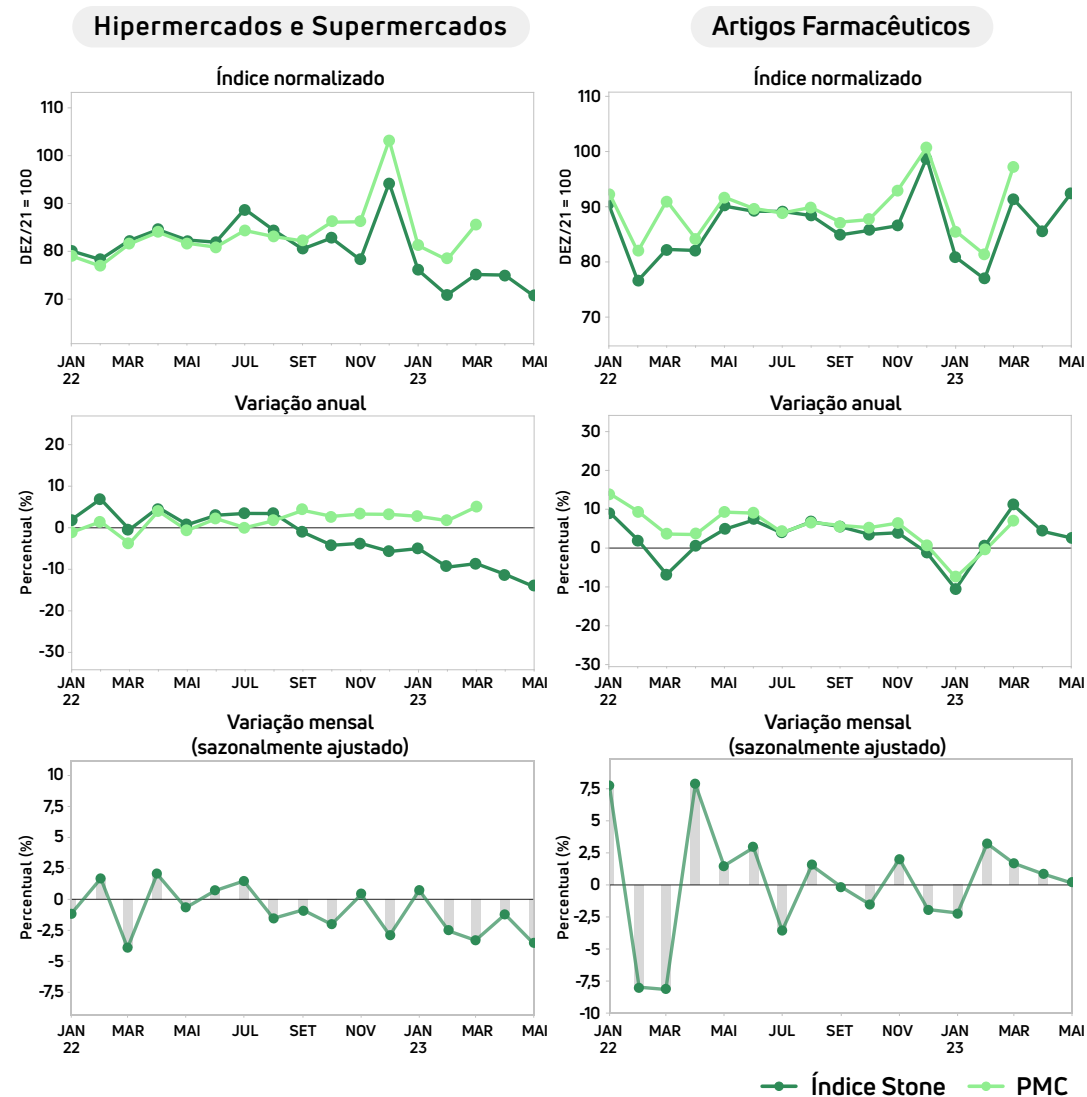 Hipermercados e Supermercados
Artigos Farmacêuticos
Índice normalizado
DEZ/21 = 100
110
100
90
80
70
JAN MAR MAI JUL SET NOV JAN MAR MAI
22 23
Índice normalizado
DEZ/21 = 100
110
100
90
80
70
JAN MAR MAI JUL SET NOV JAN MAR MAI
22 23
Variação anual
Percentual (%)
20
10
0
-10
-20
-30
JAN MAR MAI JUL SET NOV JAN MAR MAI
22 23
Variação anual
Percentual (%)
30
20
10
0
-10
-20
-30
JAN MAR MAI JUL SET NOV JAN MAR MAI
22 23
Variação mensal
(sazonalmente ajustado)
Percentual (%)
10
7,5
5
2,5
0
-2,5
-5
-7,5
JAN MAR MAI JUL SET NOV JAN MAR MAI
22 23
Variação mensal
(sazonalmente ajustado)
Percentual (%)
7,5
5
2,5
0
-2,5
-5
-7,5
-10
JAN MAR MAI JUL SET NOV JAN MAR MAI
22 23
Índice Stone PMC